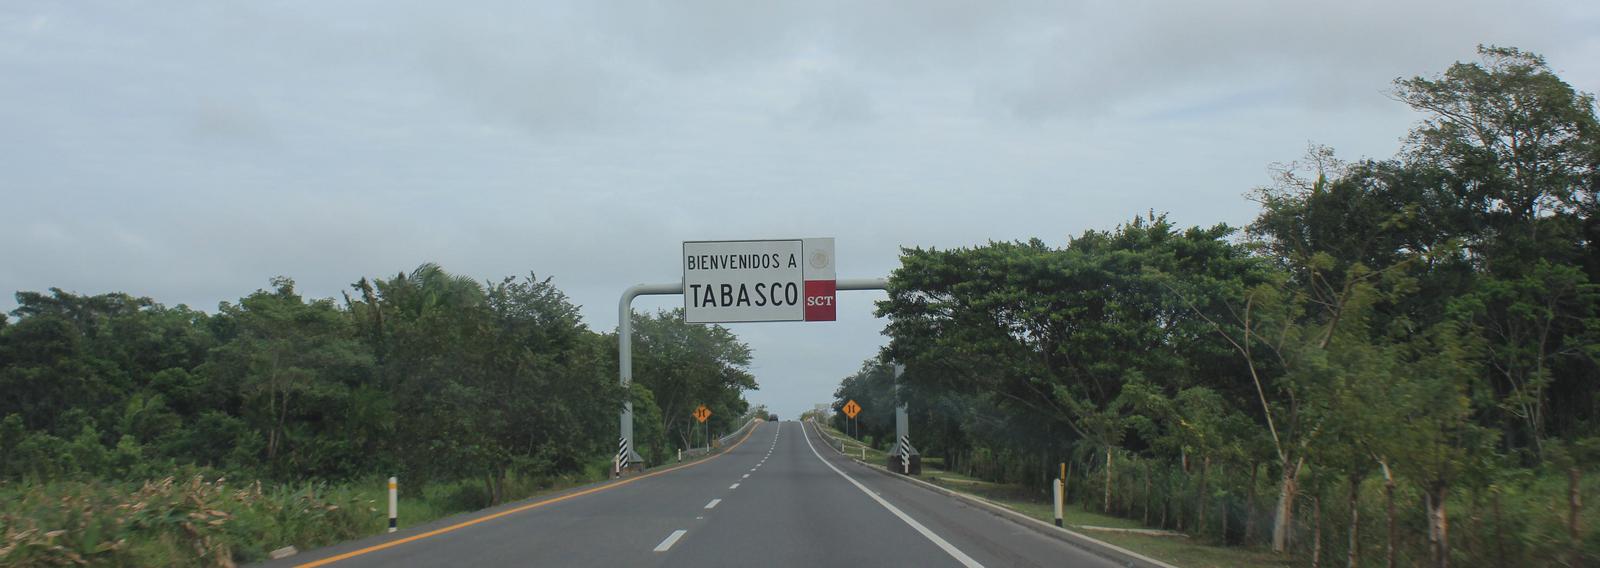 BIENVENIDOS A
TABASCO
SCT